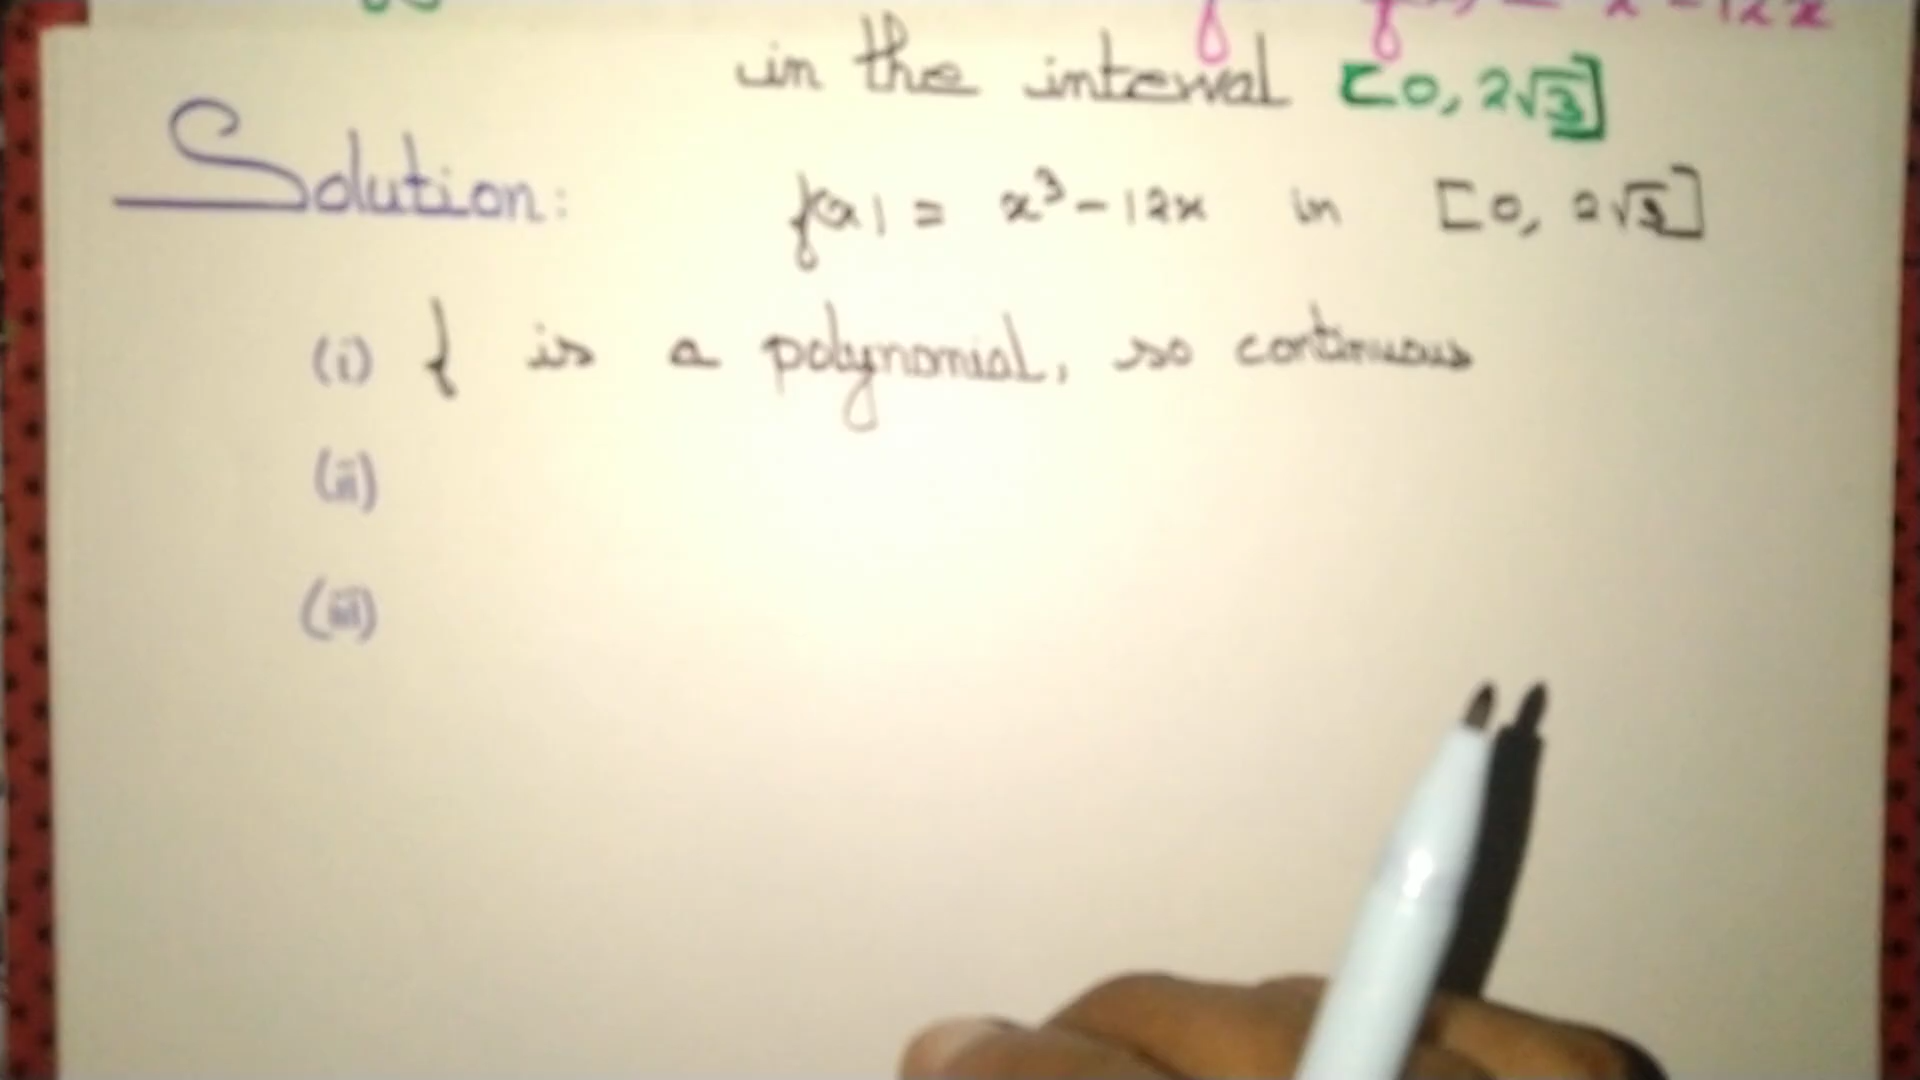 x - 12x
in the interval [0, 2√3]
Solution: f(x) = x³ - 12x in [0, 2√3]
(i) f is a polynomial, so continuous
(ii)
(iii)